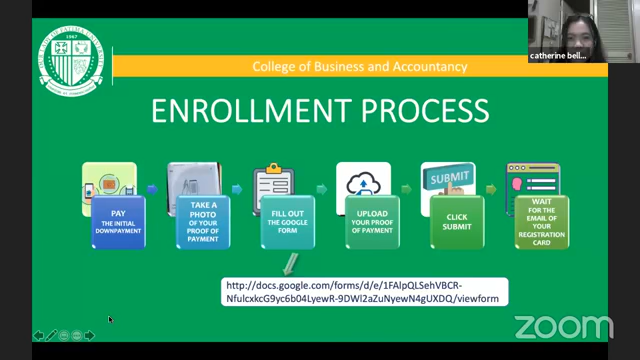 catherine bell...
1967
College of Business and Accountancy
ENROLLMENT PROCESS
PAY
THE INITIAL
DOWNPAYMENT
TAKE A
PHOTO
OF YOUR
PROOF OF
PAYMENT
FILL OUT
THE GOOGLE
FORM
UPLOAD
YOUR PROOF
OF PAYMENT
SUBMIT
CLICK
SUBMIT
WAIT
FOR THE
EMAIL OF
YOUR
REGISTRATION
CARD
http://docs.google.com/forms/d/e/1FAlpQLSehVBCR-
NfulcxkcG9yc6b04LyewR-9DWl2aZuNyewN4gUXDQ/viewform
zoom